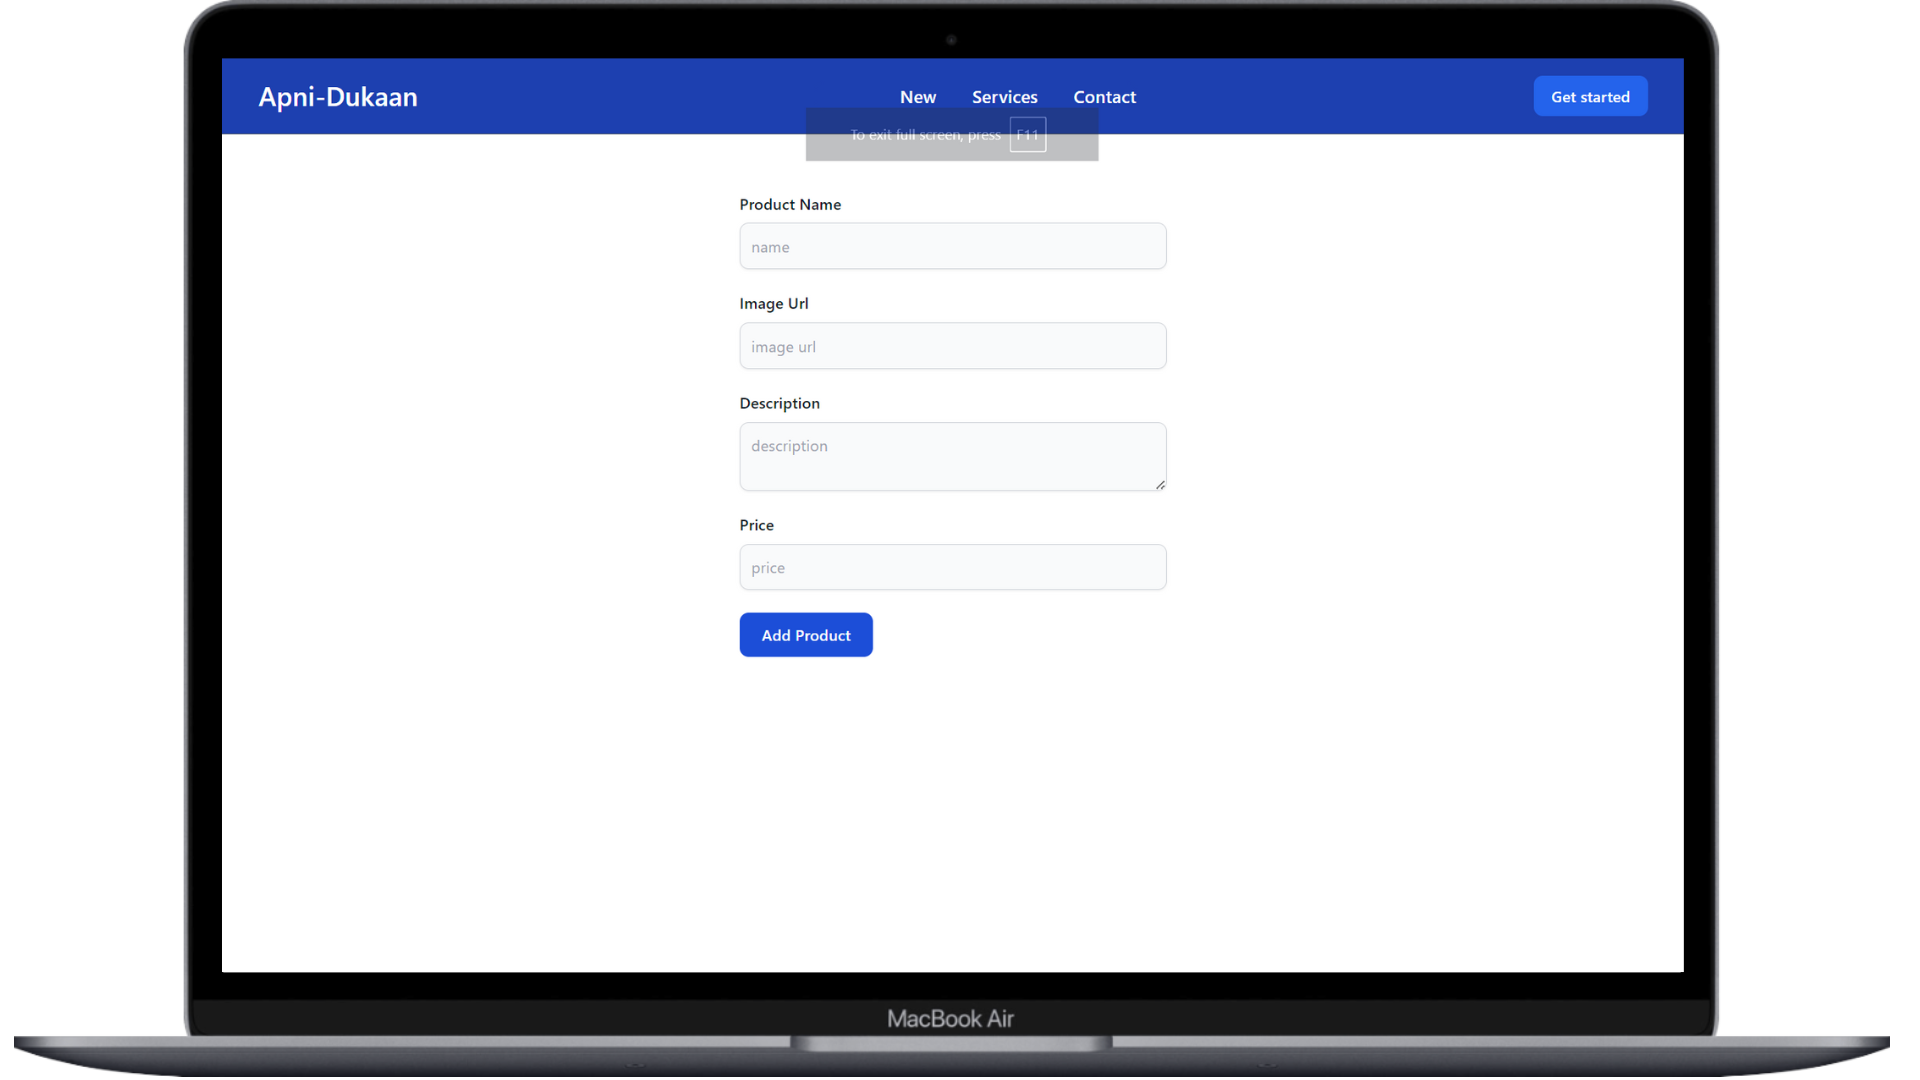 Apni-Dukaan
New Services Contact
Get started
To exit full screen, press F11
Product Name
name
Image Url
image url
Description
description
Price
price
Add Product
MacBook Air